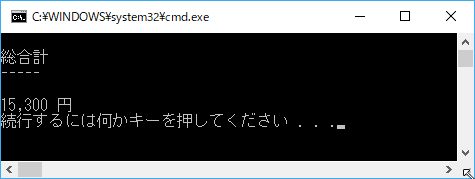 C:¥WINDOWS¥system32¥cmd.exe
総合計
-----
15,300 円
続行するには何かキーを押してください . . .